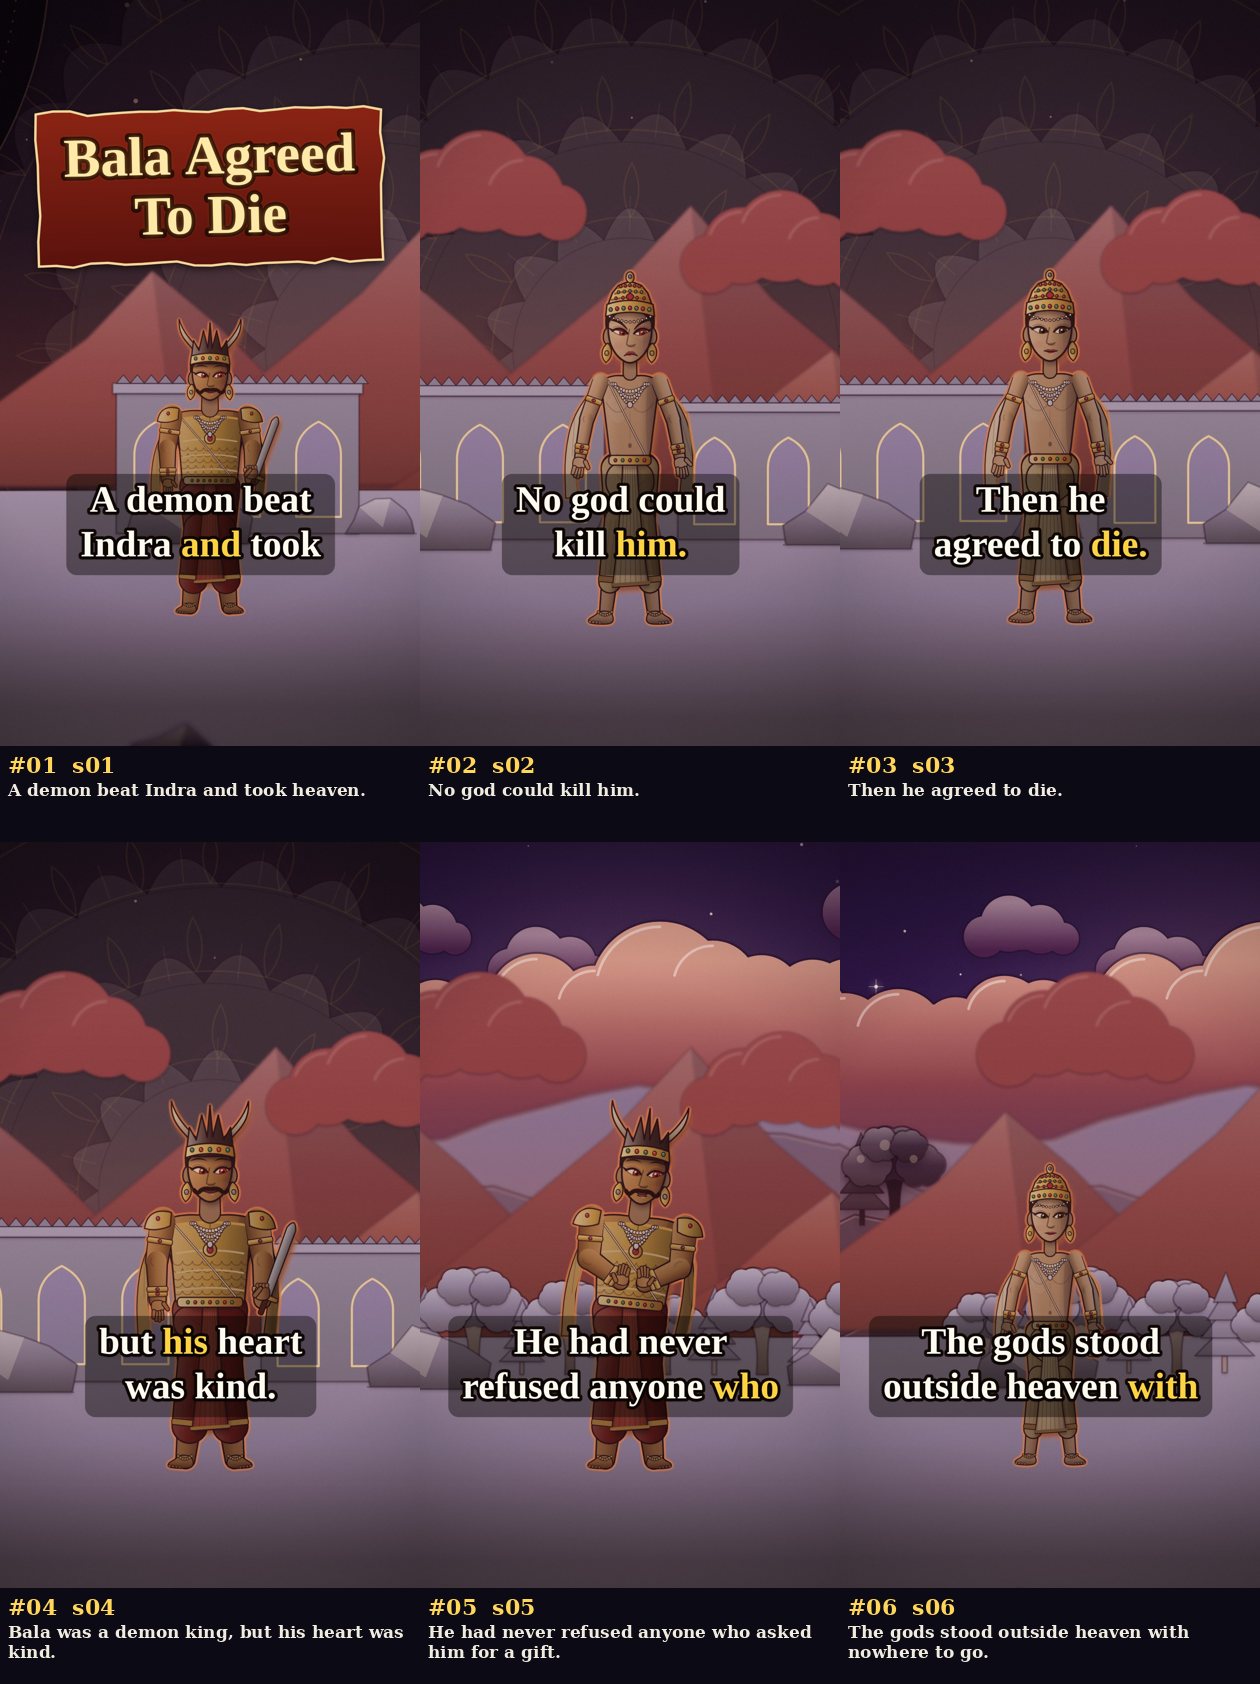 Bala Agreed
To Die
A demon beat
Indra and took
#01 s01
A demon beat Indra and took heaven.
No god could
kill him.
#02 s02
No god could kill him.
Then he
agreed to die.
#03 s03
Then he agreed to die.
but his heart
was kind.
#04 s04
Bala was a demon king, but his heart was
kind.
He had never
refused anyone who
#05 s05
He had never refused anyone who asked
him for a gift.
The gods stood
outside heaven with
#06 s06
The gods stood outside heaven with
nowhere to go.